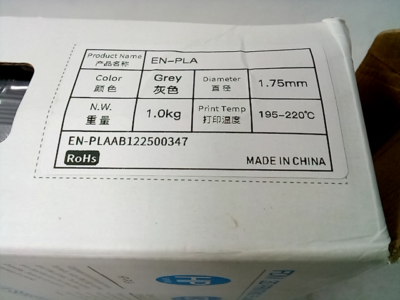 Product Name EN-PLA
产品名称
Color Grey Diameter 1.75mm
颜色 灰色 直径
N.W. 1.0kg Print Temp 195-220℃
重量 打印温度
EN-PLAAB122500347
RoHs MADE IN CHINA